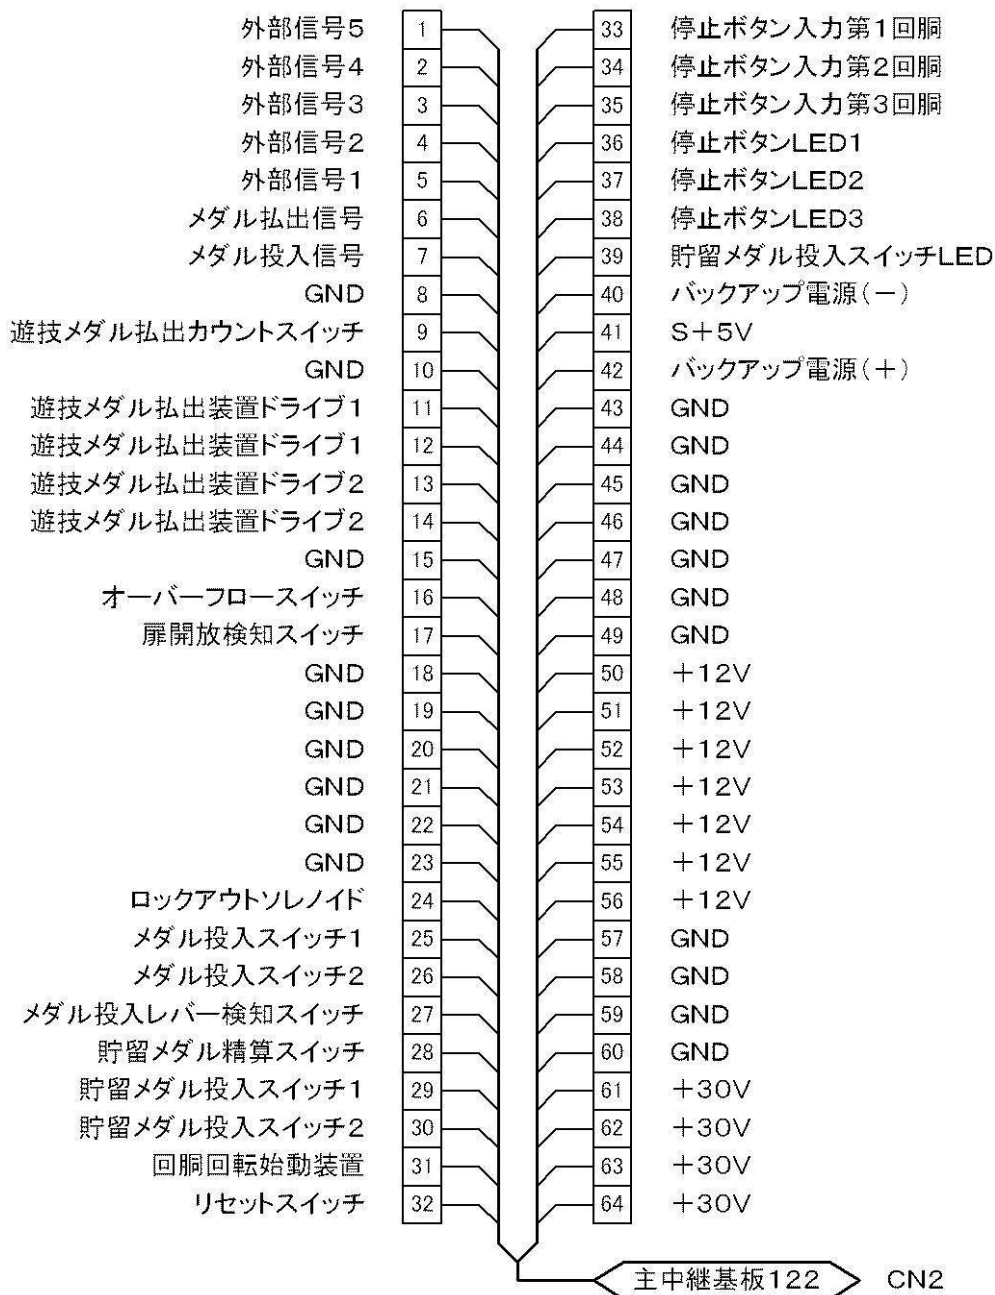 外部信号5 1 33 停止ボタン入力第1回胴
外部信号4 2 34 停止ボタン入力第2回胴
外部信号3 3 35 停止ボタン入力第3回胴
外部信号2 4 36 停止ボタンLED1
外部信号1 5 37 停止ボタンLED2
メダル払出信号 6 38 停止ボタンLED3
メダル投入信号 7 39 貯留メダル投入スイッチLED
GND 8 40 バックアップ電源(-)
遊技メダル払出カウントスイッチ 9 41 S+5V
GND 10 42 バックアップ電源(+)
遊技メダル払出装置ドライブ1 11 43 GND
遊技メダル払出装置ドライブ1 12 44 GND
遊技メダル払出装置ドライブ2 13 45 GND
遊技メダル払出装置ドライブ2 14 46 GND
GND 15 47 GND
オーバーフロースイッチ 16 48 GND
扉開放検知スイッチ 17 49 GND
GND 18 50 +12V
GND 19 51 +12V
GND 20 52 +12V
GND 21 53 +12V
GND 22 54 +12V
GND 23 55 +12V
ロックアウトソレノイド 24 56 +12V
メダル投入スイッチ1 25 57 GND
メダル投入スイッチ2 26 58 GND
メダル投入レバー検知スイッチ 27 59 GND
貯留メダル精算スイッチ 28 60 GND
貯留メダル投入スイッチ1 29 61 +30V
貯留メダル投入スイッチ2 30 62 +30V
回胴回転始動装置 31 63 +30V
リセットスイッチ 32 64 +30V
主中継基板122 CN2